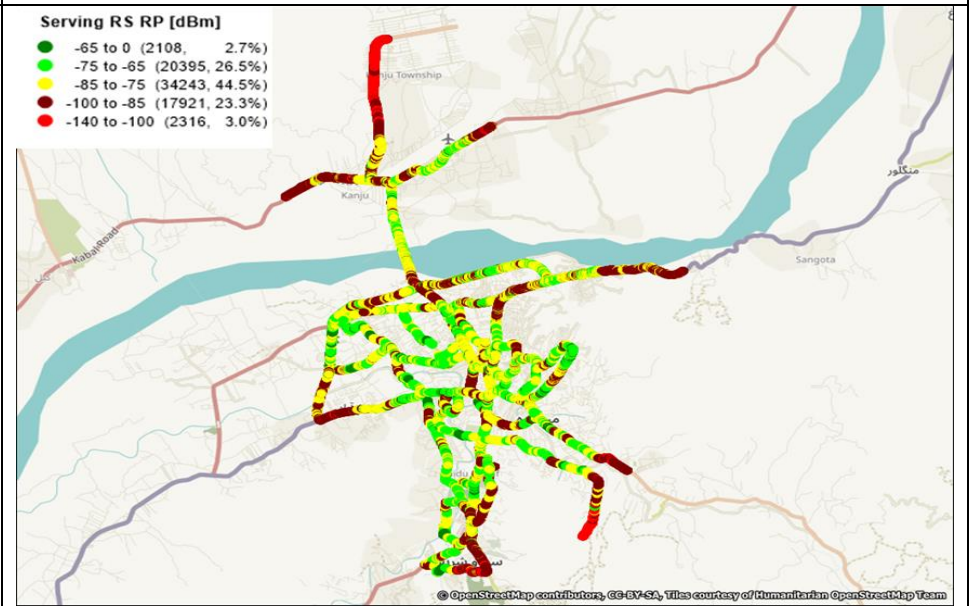 Serving RS RP [dBm]
-65 to 0 (2108, 2.7%)
-75 to -65 (20395, 26.5%)
-85 to -75 (34243, 44.5%)
-100 to -85 (17921, 23.3%)
-140 to -100 (2316, 3.0%)
Township
منگلور
Kanju
Kabal Road
Sangota
© OpenStreetMap contributors, CC-BY-SA, Tiles courtesy of Humanitarian OpenStreetMap Team